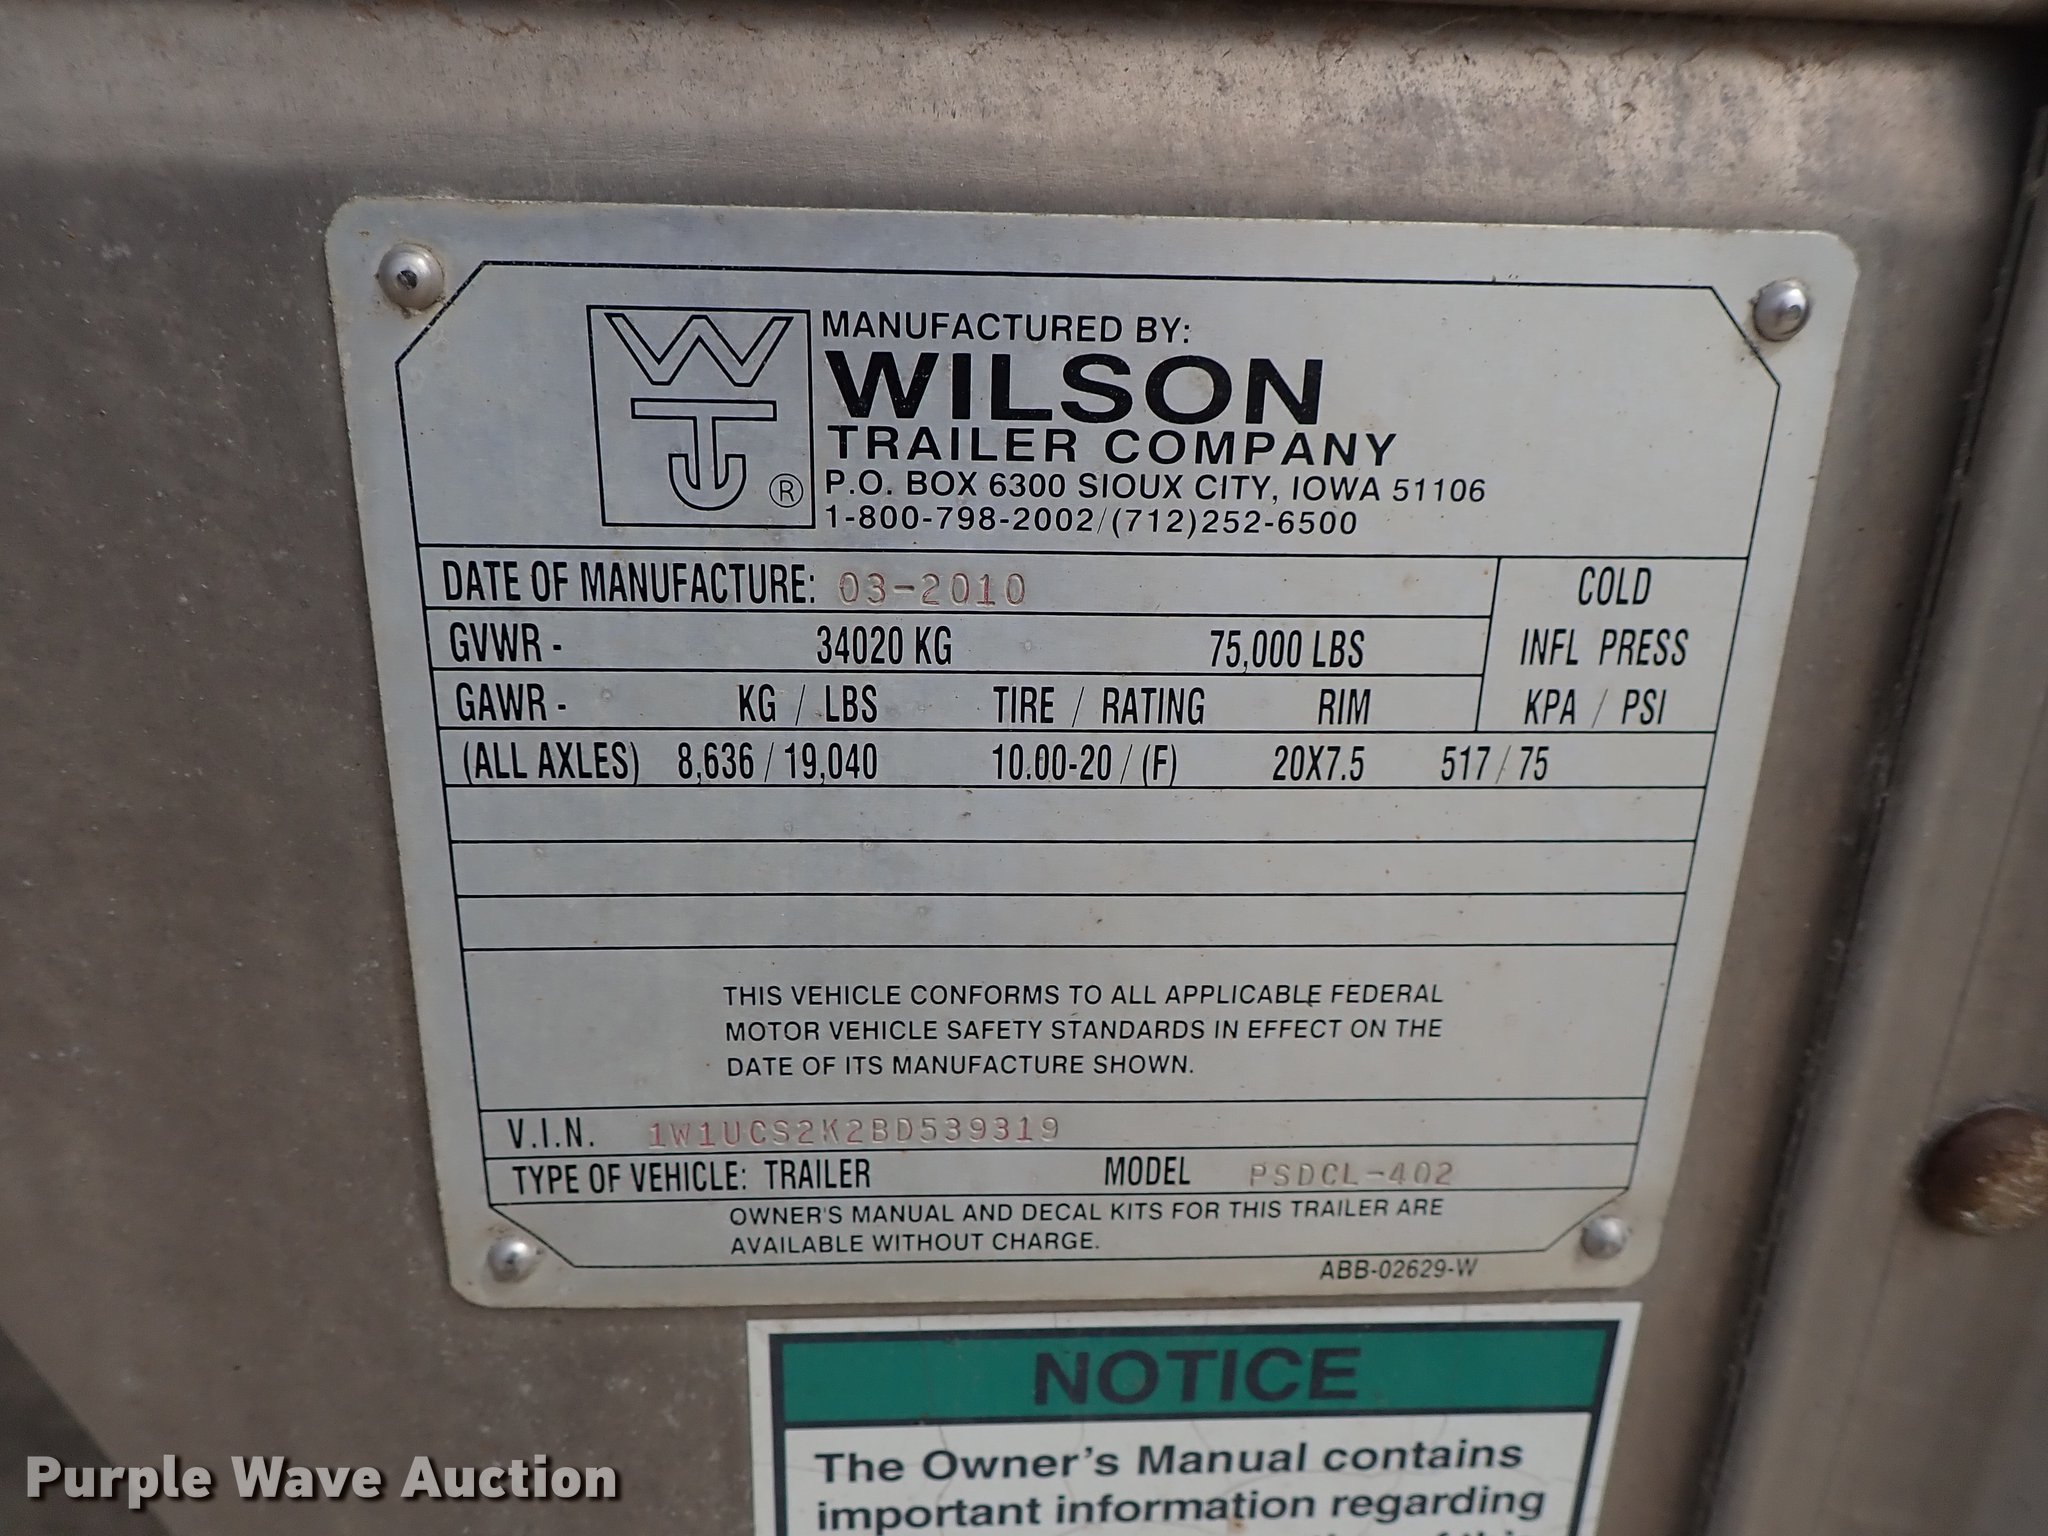 MANUFACTURED BY:
WILSON
TRAILER COMPANY
P.O. BOX 6300 SIOUX CITY, IOWA 51106
1-800-798-2002/(712)252-6500
WT ®
DATE OF MANUFACTURE: 03-2010
COLD
INFL PRESS
KPA / PSI
GVWR - 34020 KG 75,000 LBS
GAWR - KG / LBS TIRE / RATING RIM
(ALL AXLES) 8,636 / 19,040 10.00-20 / (F) 20X7.5 517 / 75
THIS VEHICLE CONFORMS TO ALL APPLICABLE FEDERAL
MOTOR VEHICLE SAFETY STANDARDS IN EFFECT ON THE
DATE OF ITS MANUFACTURE SHOWN.
V.I.N. 1W1UCS2K2BD539319
TYPE OF VEHICLE: TRAILER MODEL PSDCL-402
OWNER'S MANUAL AND DECAL KITS FOR THIS TRAILER ARE
AVAILABLE WITHOUT CHARGE.
ABB-02629-W
NOTICE
The Owner's Manual contains
important information regarding
Purple Wave Auction